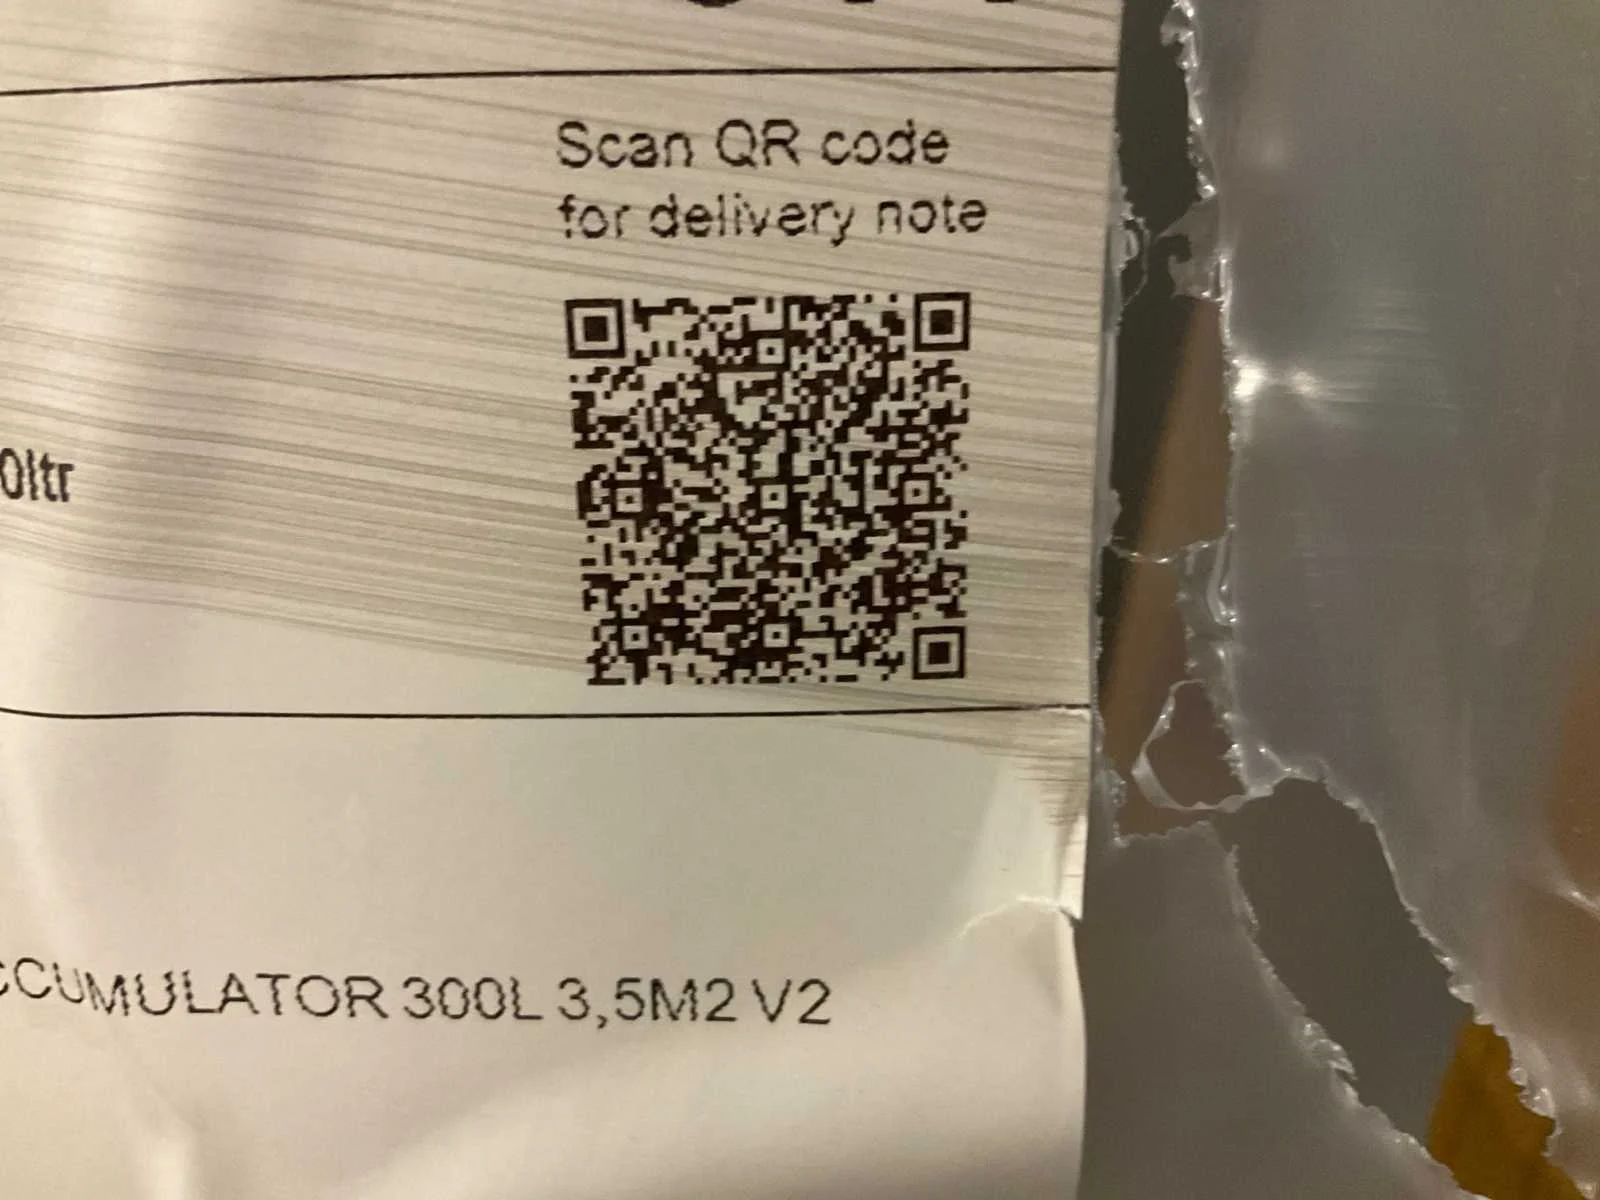 Scan QR code
for delivery note
0ltr
CCUMULATOR 300L 3,5M2 V2